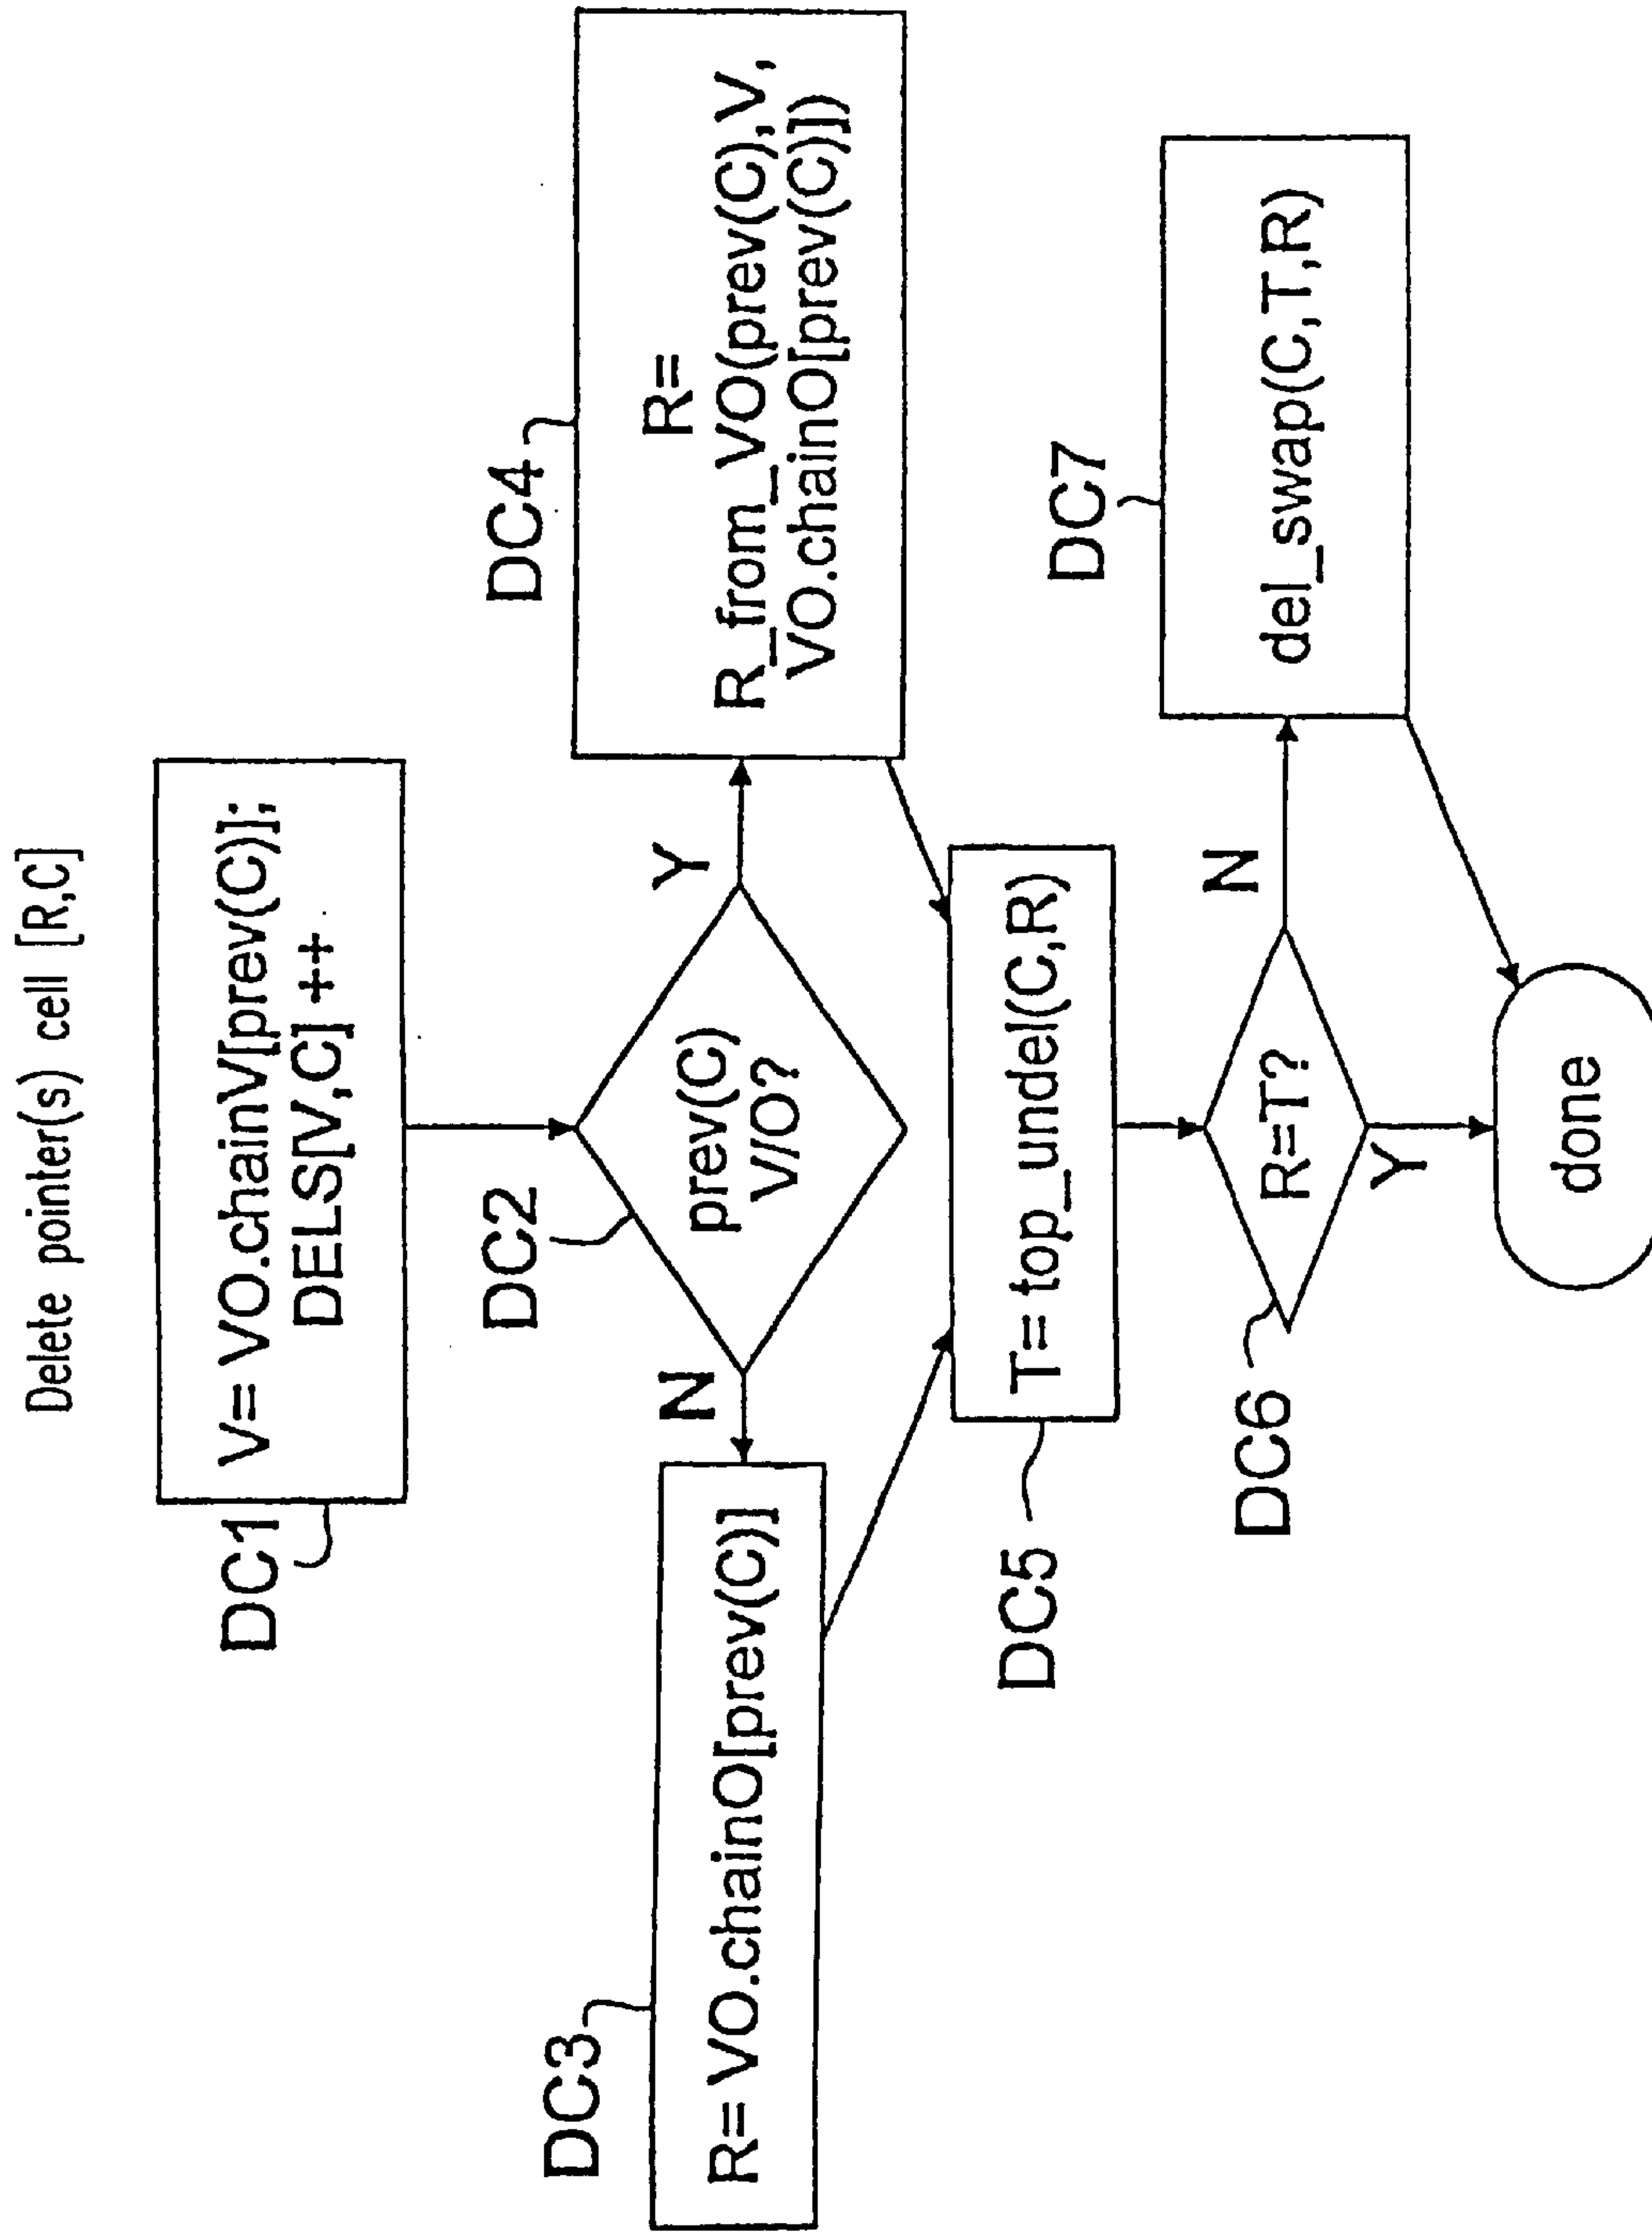 Delete pointer(s) cell [R,C]
DC1
V= VO.chainV[prev(C)];
DELS[V,C] ++
DC2
prev(C)
V/O?
N
Y
DC3
R= VO.chainO[prev(C)]
DC4
R=
R_from_VO(prev(C),V,
VO.chainO[prev(C)])
DC5
T= top_undel(C,R)
DC6
R=T?
N
Y
DC7
del_swap(C,T,R)
done